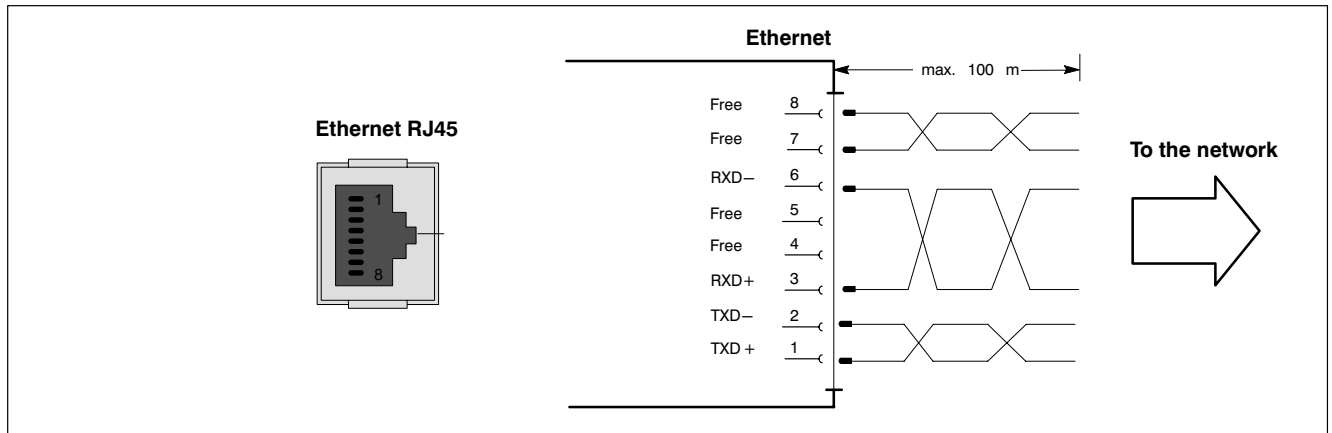 Ethernet
max. 100 m
Ethernet RJ45
1
8
Free 8
Free 7
RXD− 6
Free 5
Free 4
RXD+ 3
TXD− 2
TXD + 1
To the network